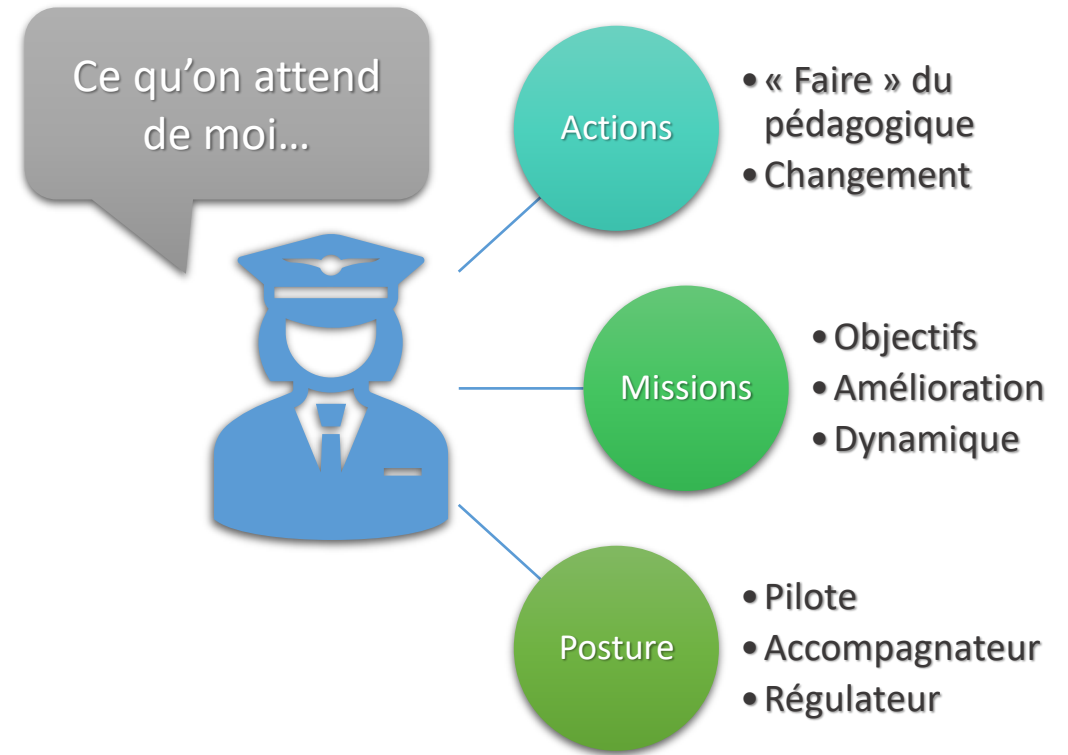 Ce qu’on attend
de moi…
Actions
• « Faire » du
pédagogique
• Changement
Missions
• Objectifs
• Amélioration
• Dynamique
Posture
• Pilote
• Accompagnateur
• Régulateur